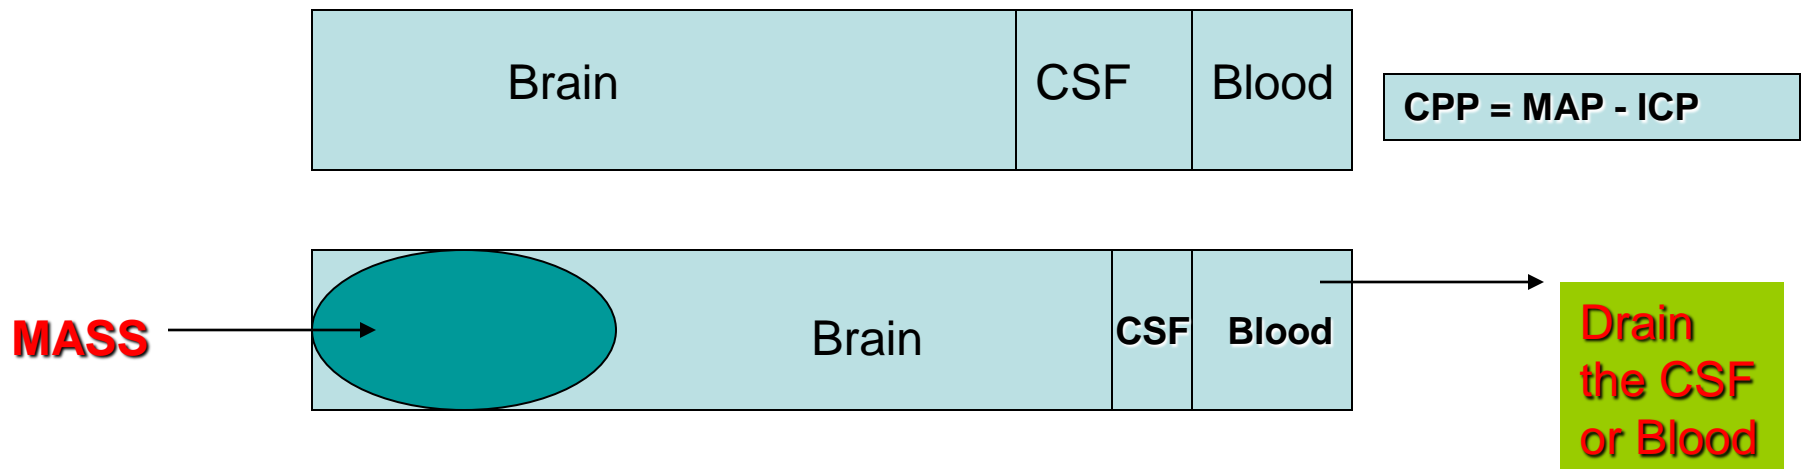 Brain
CSF
Blood
CPP = MAP - ICP
MASS
Brain
CSF
Blood
Drain
the CSF
or Blood